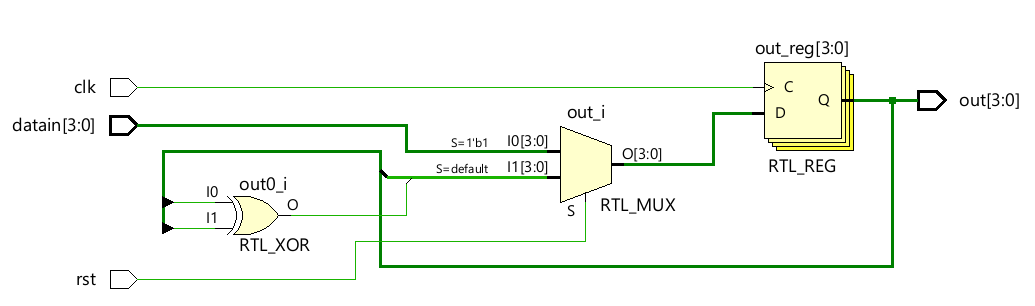 out_reg[3:0]
clk
C
Q
out[3:0]
datain[3:0]
out_i
D
S=1'b1
I0[3:0]
O[3:0]
S=default
I1[3:0]
RTL_REG
out0_i
I0
O
S
RTL_MUX
I1
RTL_XOR
rst